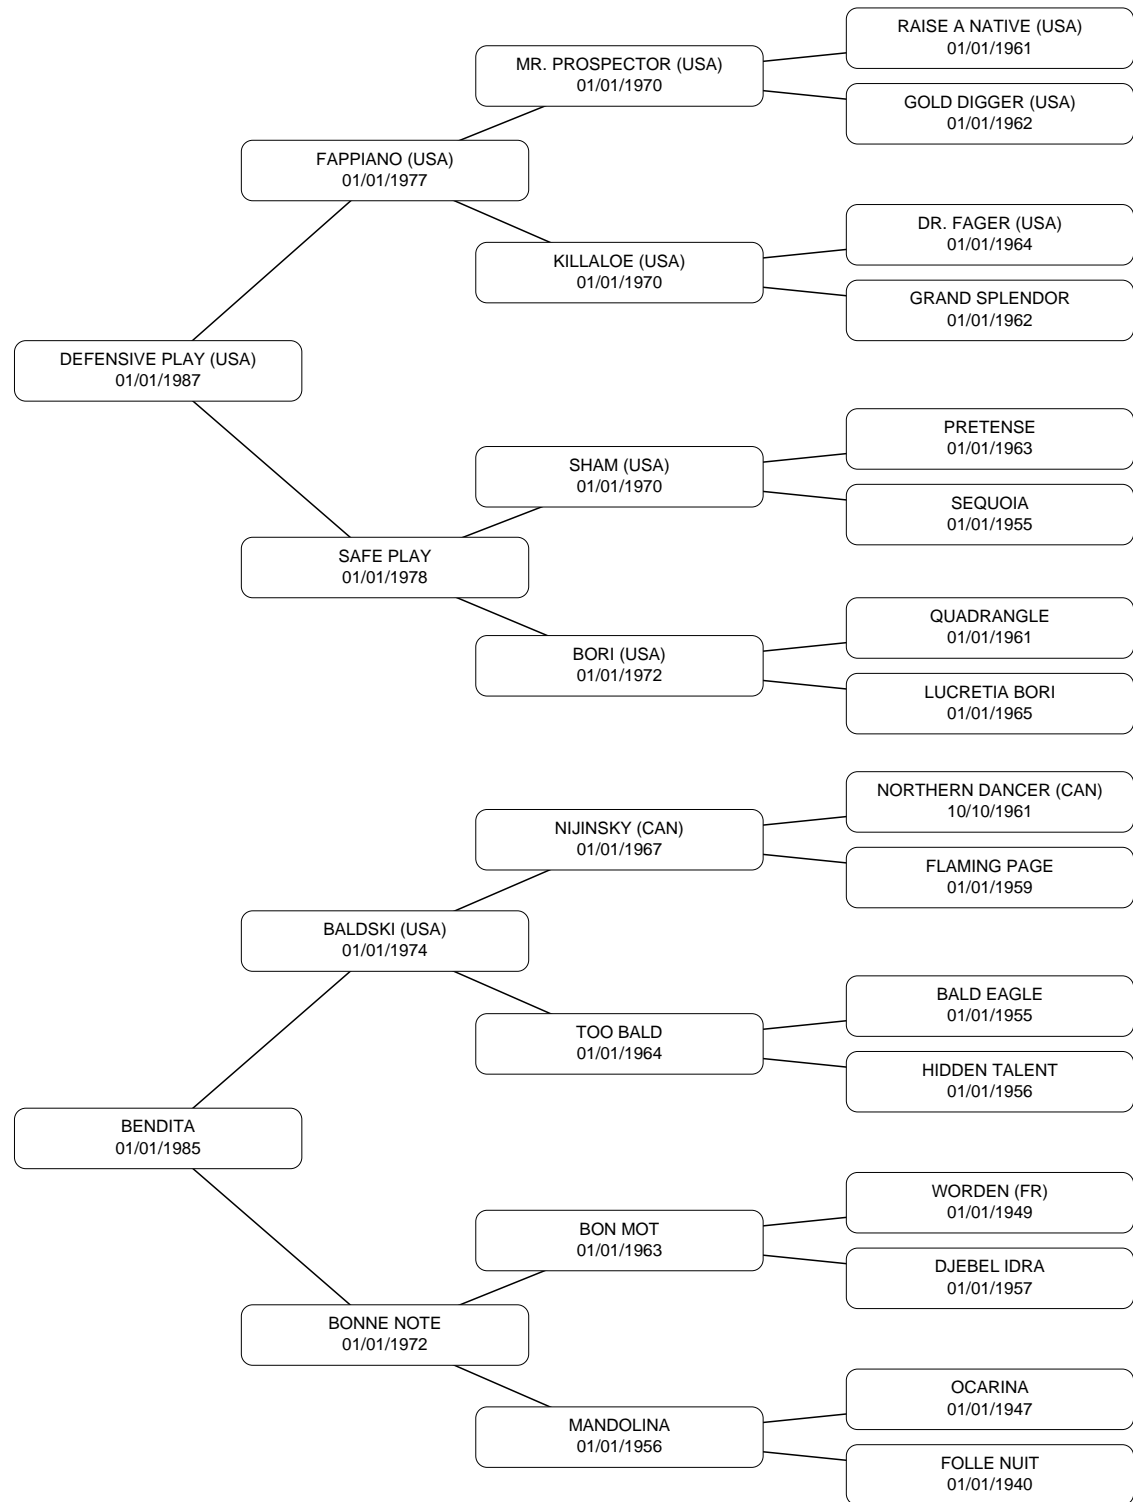 RAISE A NATIVE (USA)
01/01/1961
MR. PROSPECTOR (USA)
01/01/1970
GOLD DIGGER (USA)
01/01/1962
FAPPIANO (USA)
01/01/1977
DR. FAGER (USA)
01/01/1964
KILLALOE (USA)
01/01/1970
GRAND SPLENDOR
01/01/1962
DEFENSIVE PLAY (USA)
01/01/1987
PRETENSE
01/01/1963
SHAM (USA)
01/01/1970
SEQUOIA
01/01/1955
SAFE PLAY
01/01/1978
QUADRANGLE
01/01/1961
BORI (USA)
01/01/1972
LUCRETIA BORI
01/01/1965
NORTHERN DANCER (CAN)
10/10/1961
NIJINSKY (CAN)
01/01/1967
FLAMING PAGE
01/01/1959
BALDSKI (USA)
01/01/1974
BALD EAGLE
01/01/1955
TOO BALD
01/01/1964
HIDDEN TALENT
01/01/1956
BENDITA
01/01/1985
WORDEN (FR)
01/01/1949
BON MOT
01/01/1963
DJEBEL IDRA
01/01/1957
BONNE NOTE
01/01/1972
OCARINA
01/01/1947
MANDOLINA
01/01/1956
FOLLE NUIT
01/01/1940